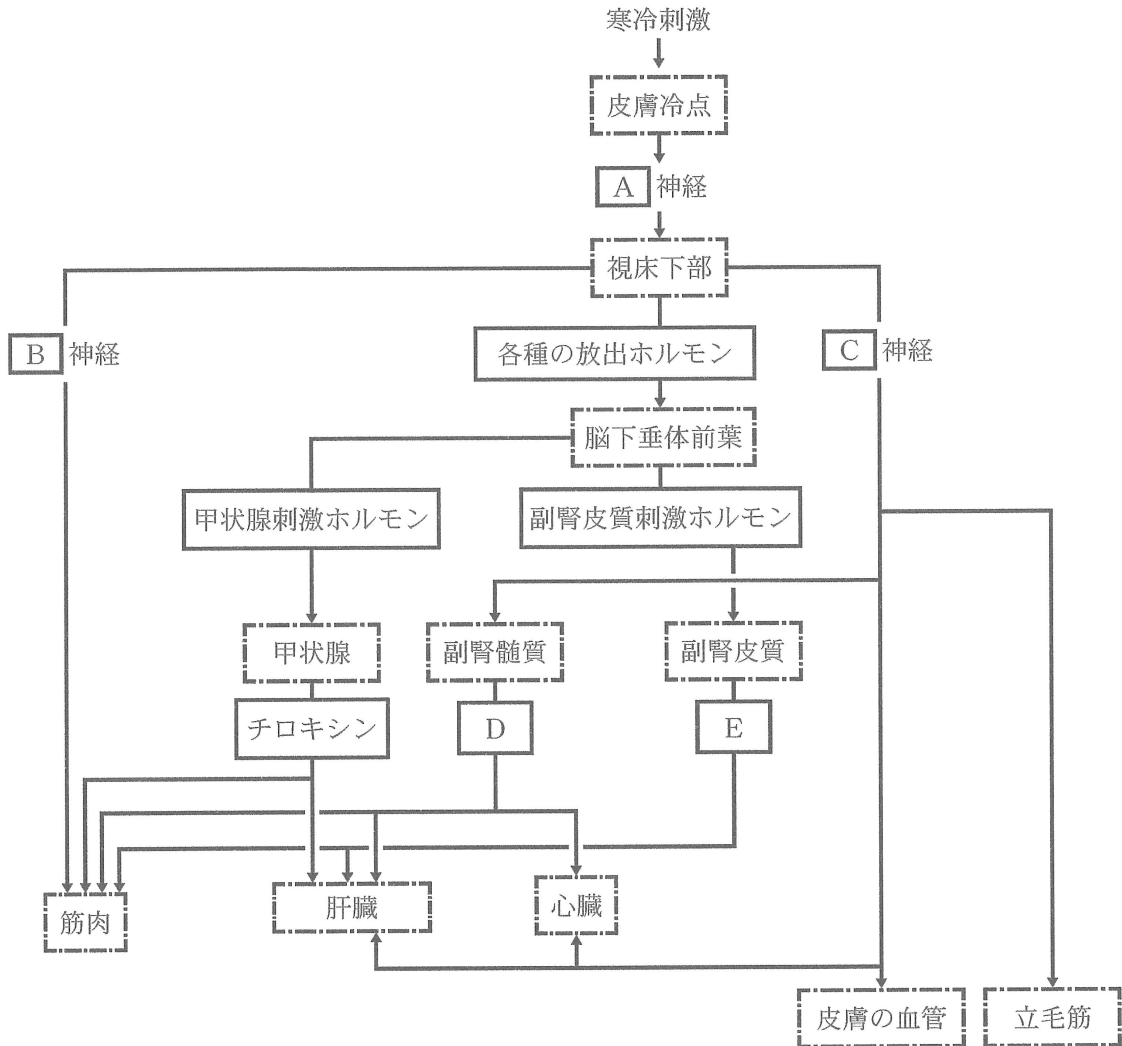 寒冷刺激
皮膚冷点
A 神経
視床下部
B 神経
各種の放出ホルモン
C 神経
脳下垂体前葉
甲状腺刺激ホルモン
副腎皮質刺激ホルモン
甲状腺
副腎髄質
副腎皮質
チロキシン
D
E
筋肉
肝臓
心臓
皮膚の血管
立毛筋